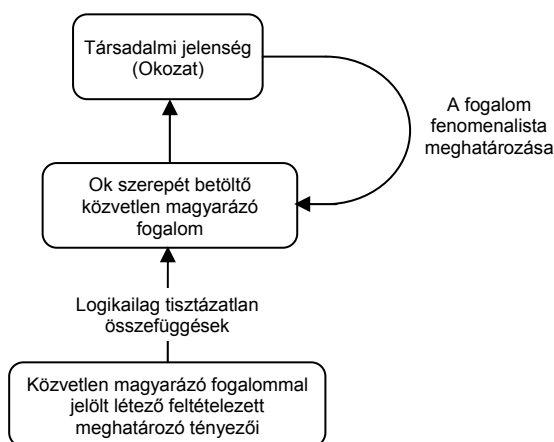 Társadalmi jelenség
(Okozat)
A fogalom
fenomenalista
meghatározása
Ok szerepét betöltő
közvetlen magyarázó
fogalom
Logikailag tisztázatlan
összefüggések
Közvetlen magyarázó fogalommal
jelölt létező feltételezett
meghatározó tényezői